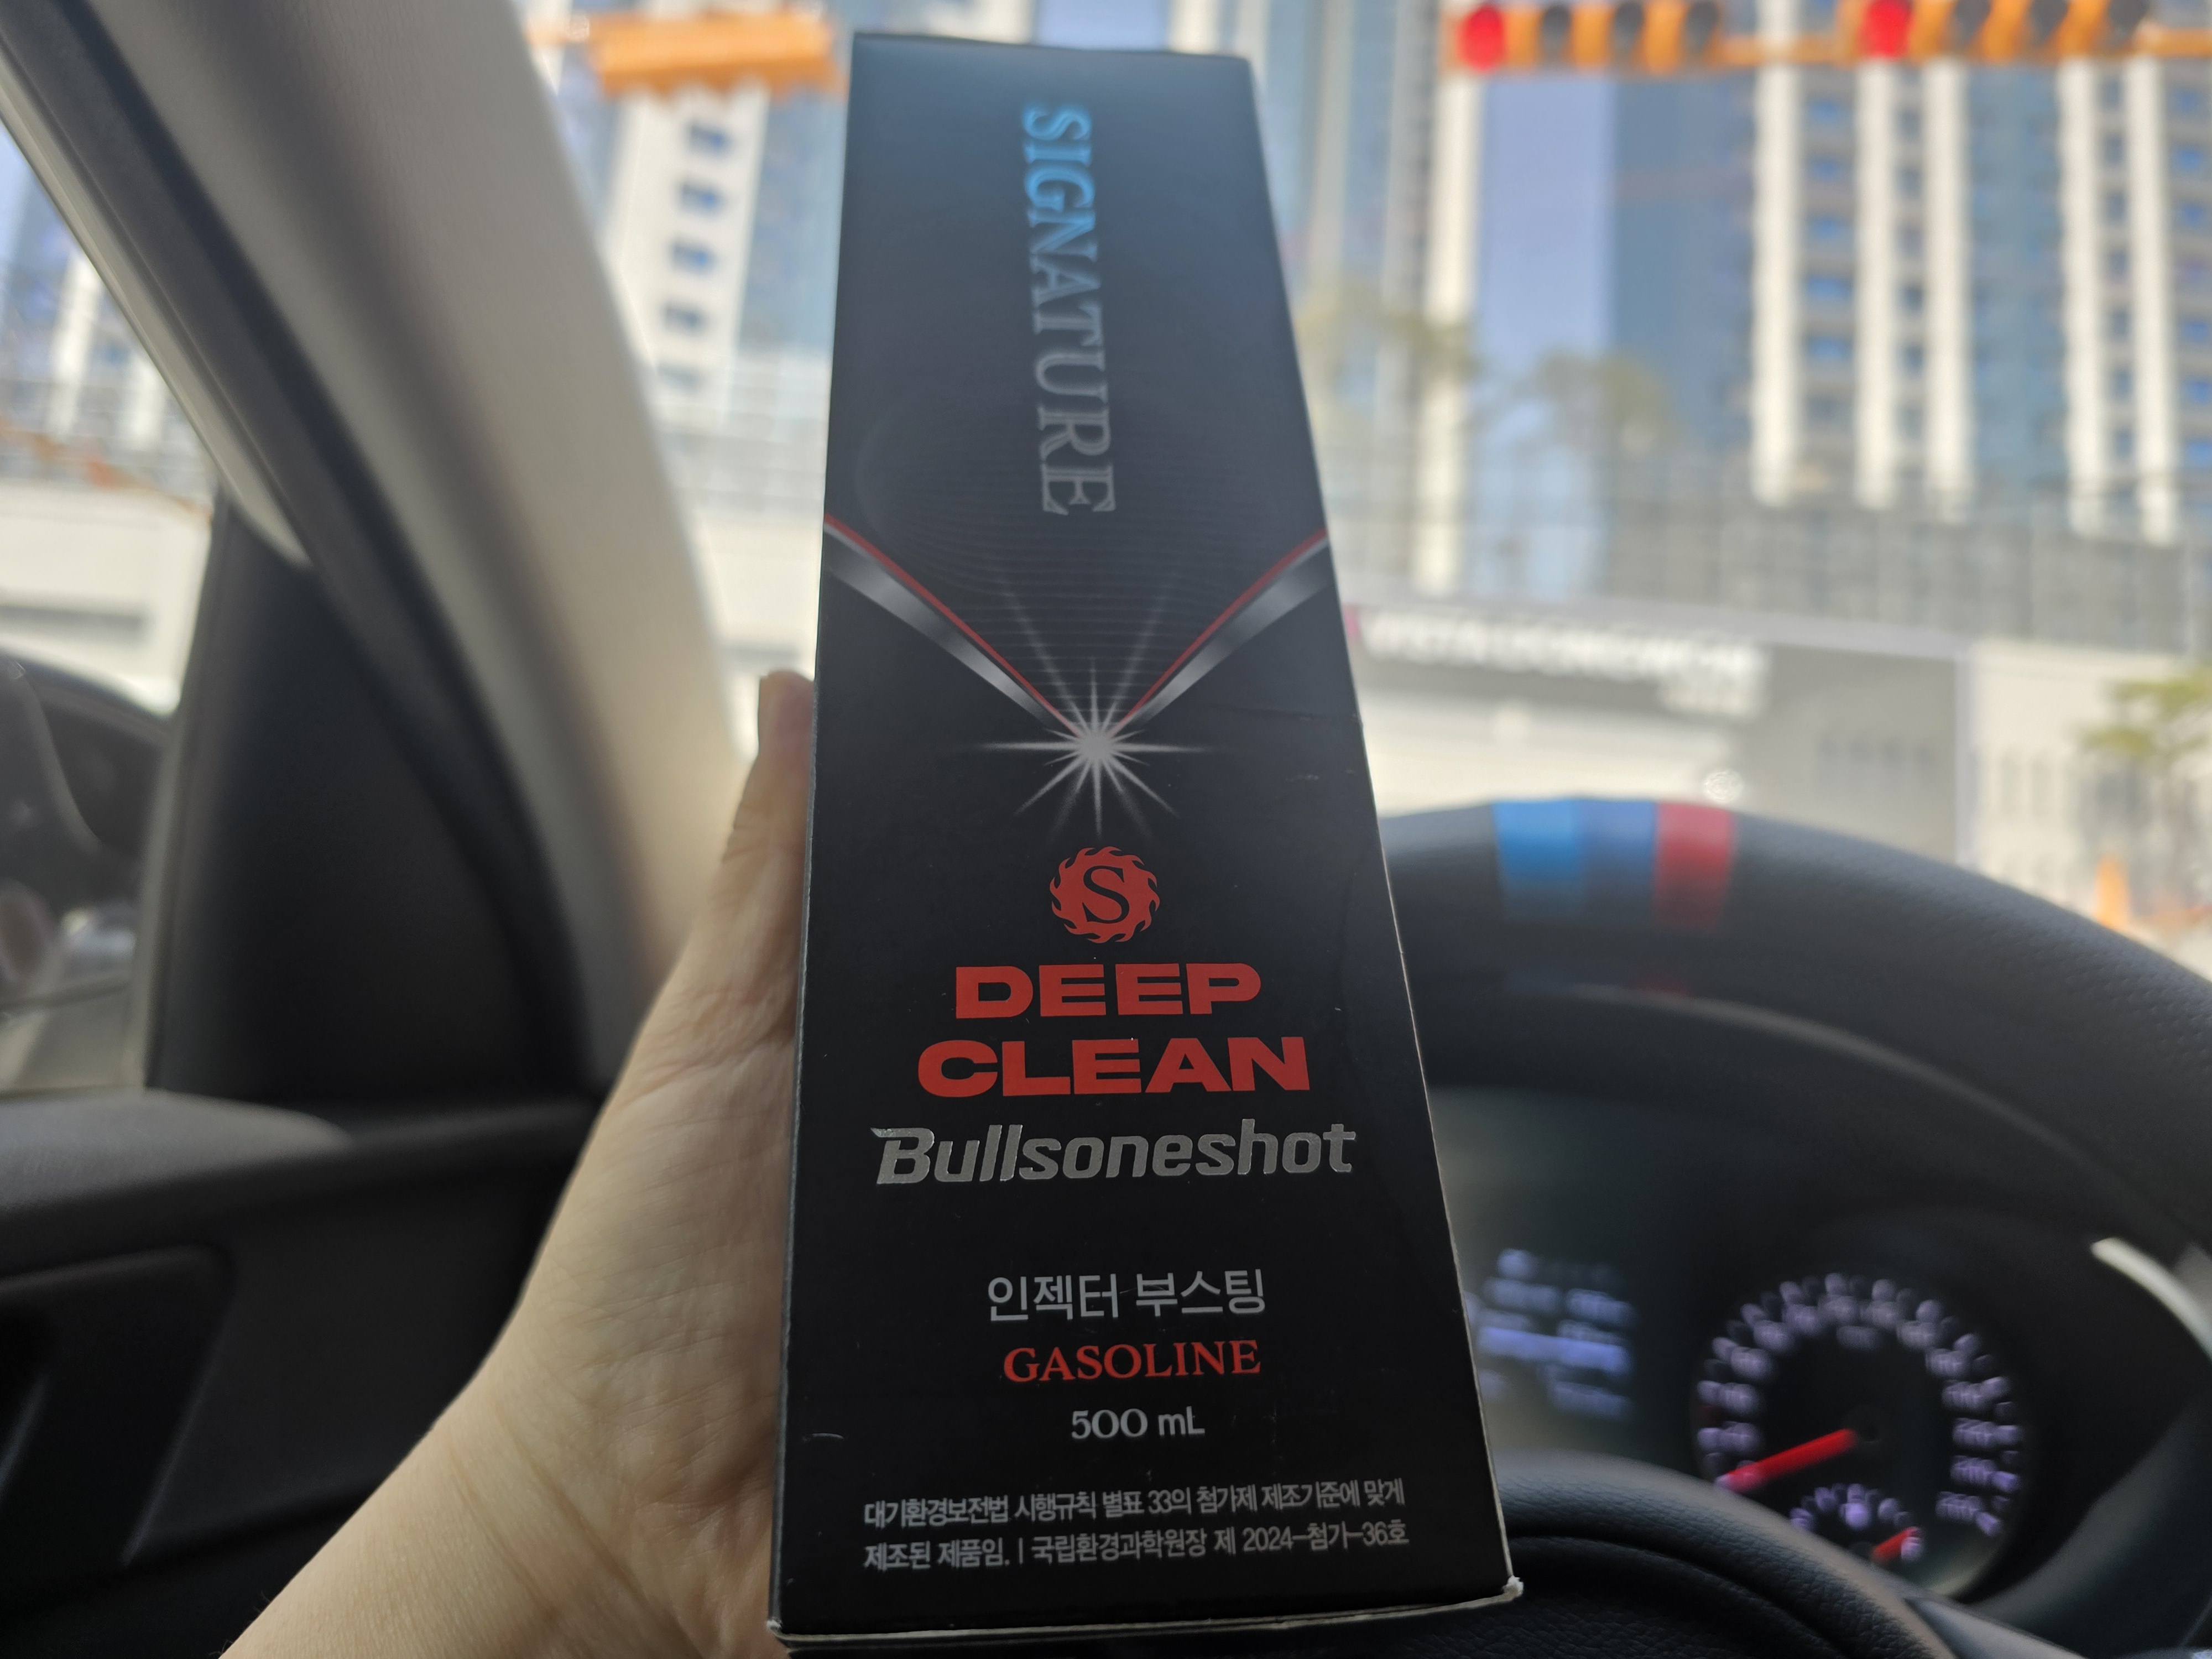 SIGNATURE
S
DEEP
CLEAN
Bullsoneshot
인젝터 부스팅
GASOLINE
500 mL
대기환경보전법 시행규칙 별표 33의 첨가제 제조기준에 맞게
제조된 제품임. | 국립환경과학원장 제 2024-첨가-36호